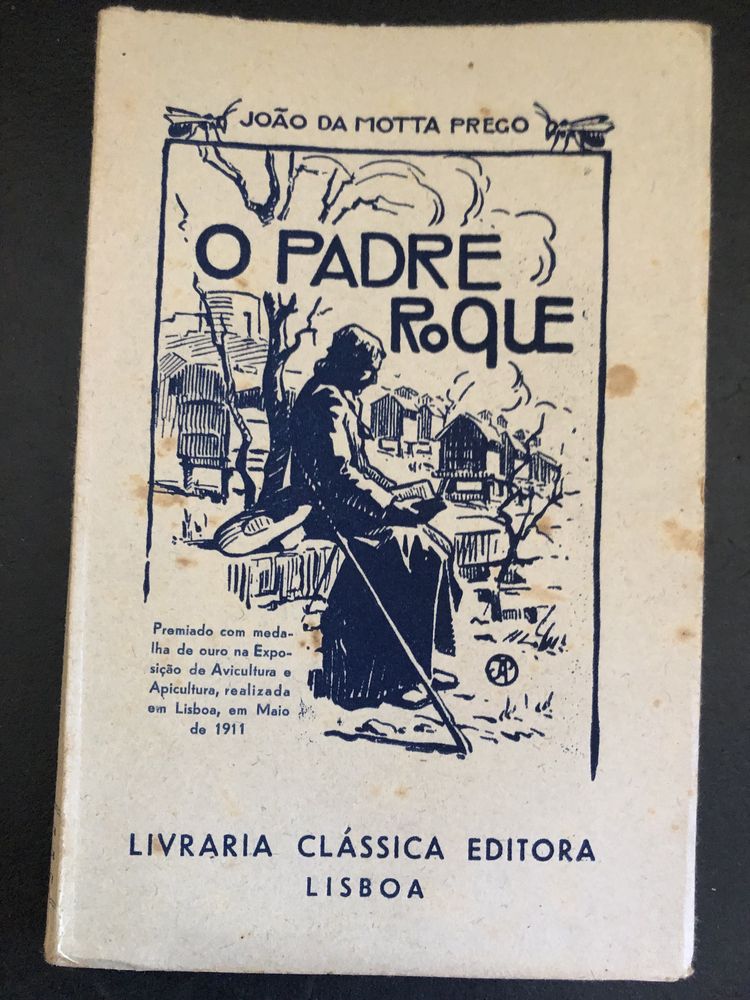 JOÃO DA MOTTA PREGO
O PADRE
RoQUE
Premiado com meda-
lha de ouro na Expo-
sição de Avicultura e
Apicultura, realizada
em Lisboa, em Maio
de 1911
LIVRARIA CLÁSSICA EDITORA
LISBOA